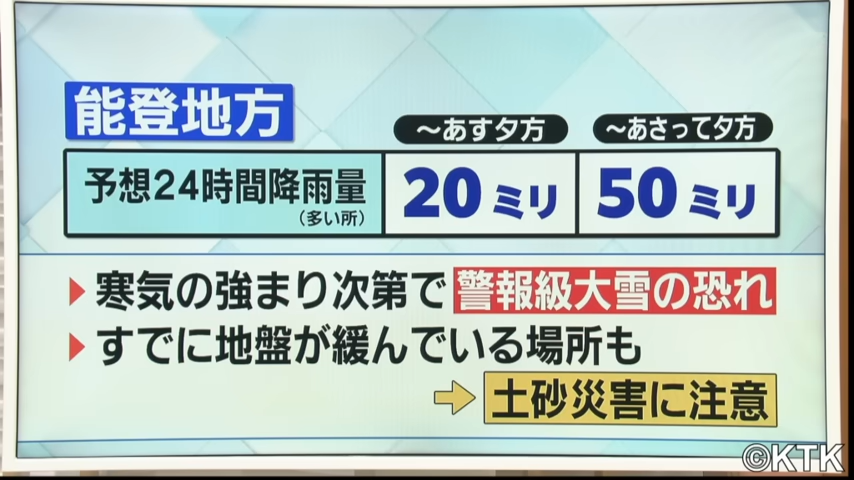 能登地方
～あす夕方
～あさって夕方
予想24時間降雨量
(多い所)
20ミリ
50ミリ
寒気の強まり次第で 警報級大雪の恐れ
すでに地盤が緩んでいる場所も
➡ 土砂災害に注意
©KTK